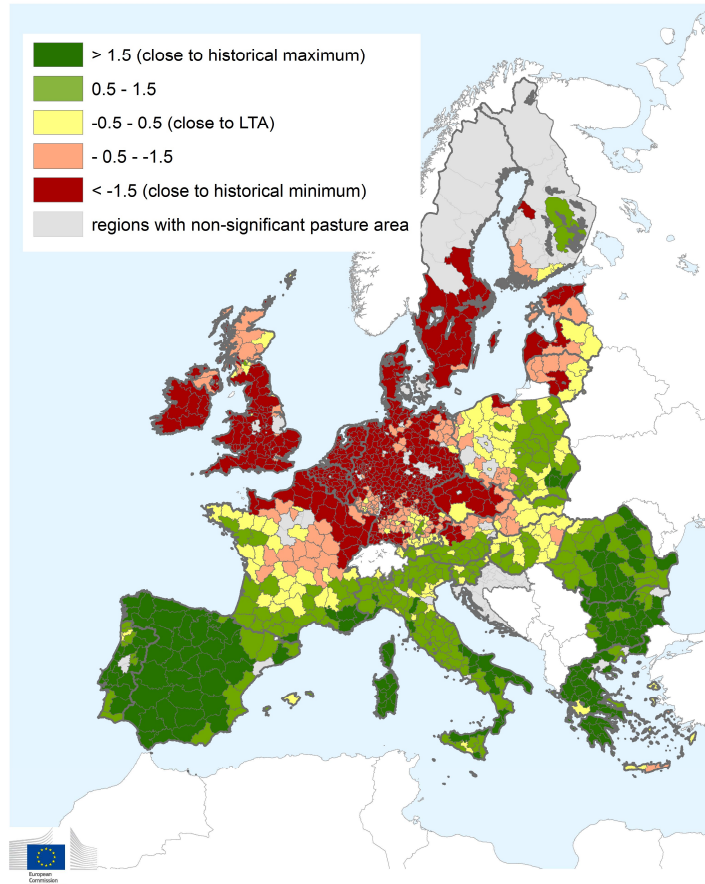 > 1.5 (close to historical maximum)
0.5 - 1.5
-0.5 - 0.5 (close to LTA)
- 0.5 - -1.5
< -1.5 (close to historical minimum)
regions with non-significant pasture area
European
Commission